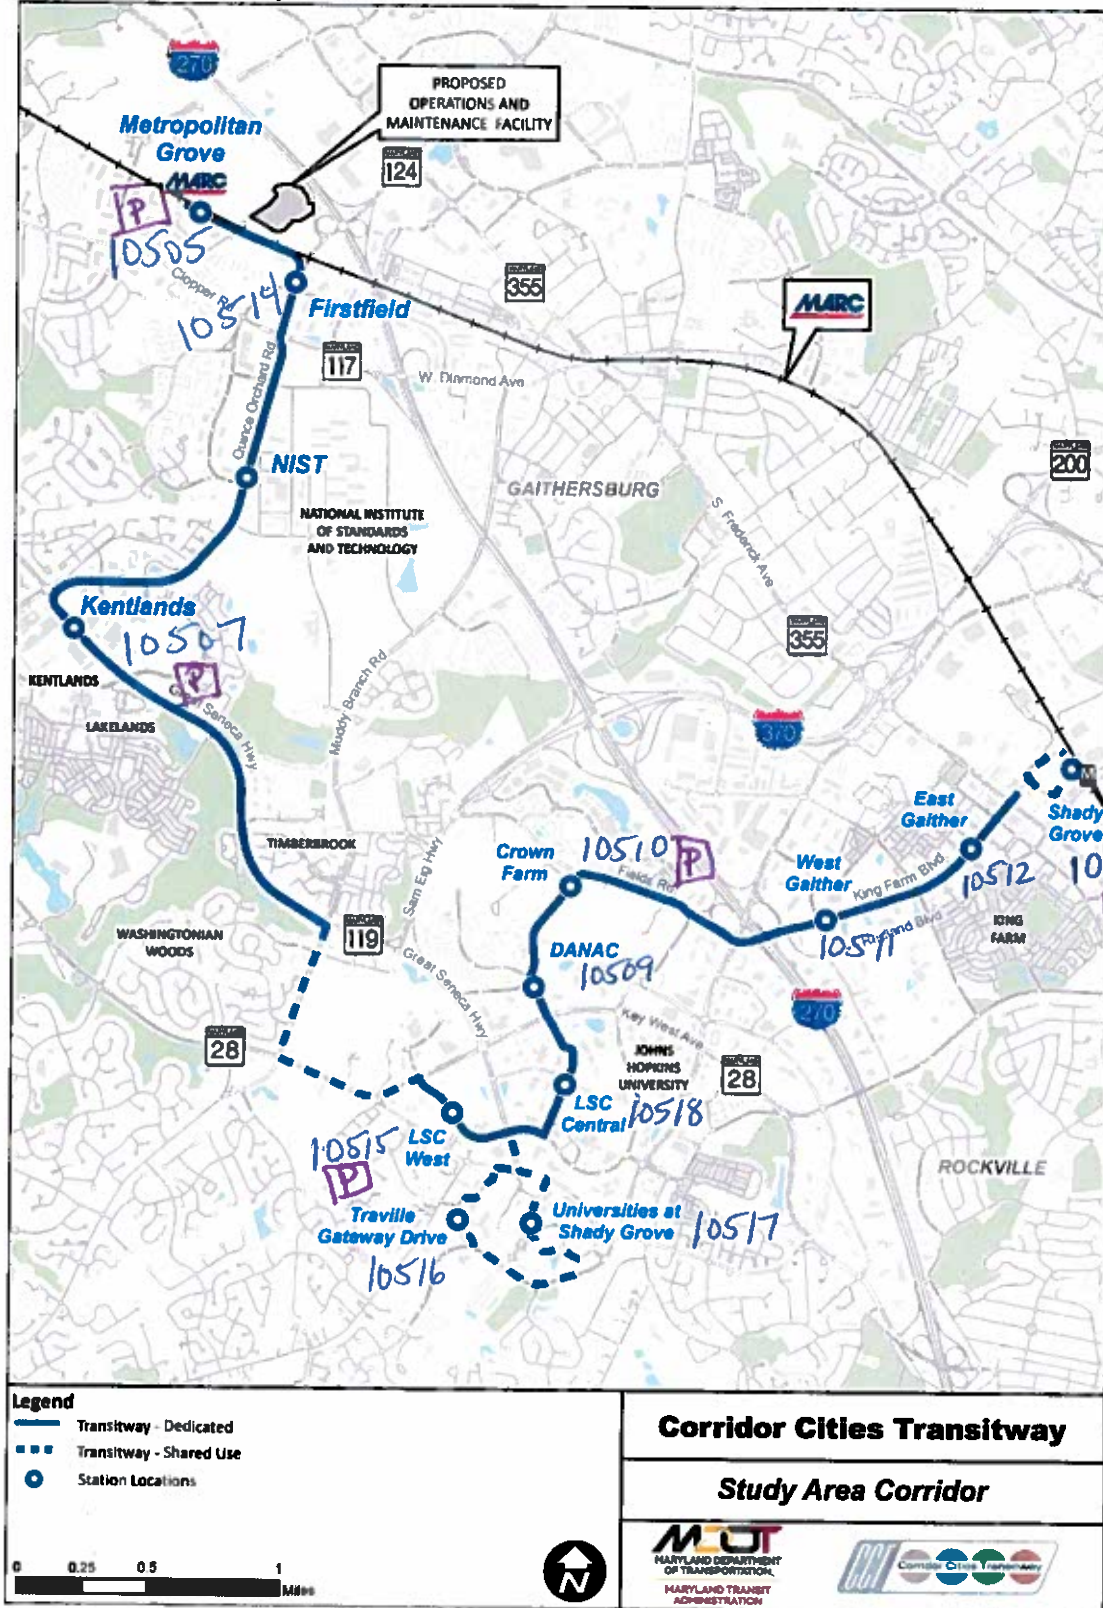 270
PROPOSED
OPERATIONS AND
MAINTENANCE FACILITY
Metropolitan
Grove
MARC
124
P
10505
Clopper Rd
10514
Firstfield
355
MARC
117
W. Diamond Ave
Quince Orchard Rd
NIST
200
GAITHERSBURG
NATIONAL INSTITUTE
OF STANDARDS
AND TECHNOLOGY
S. Frederick Ave
Kentlands
10507
355
KENTLANDS
P
Muddy Branch Rd
Seneca Hwy
LAKELANDS
370
M
East
Gaither
Shady
Grove
TIMBERBROOK
Sam Eig Hwy
Crown
Farm
10510
P
Fields Rd
West
Gaither
King Farm Blvd
10512
10
119
WASHINGTONIAN
WOODS
10511
Blvd
KING
FARM
DANAC
10509
Great Seneca Hwy
270
Key West Ave
28
JOHNS
HOPKINS
UNIVERSITY
28
LSC
Central
10518
10515
LSC
West
P
ROCKVILLE
Traville
Gateway Drive
Universities at
Shady Grove
10517
10516
Legend
Transitway - Dedicated
Transitway - Shared Use
Station Locations
0 0.25 0.5 1
Miles
N
Corridor Cities Transitway
Study Area Corridor
MDOT
MARYLAND DEPARTMENT
OF TRANSPORTATION
MARYLAND TRANSIT
ADMINISTRATION
CCT
Corridor Cities Transitway